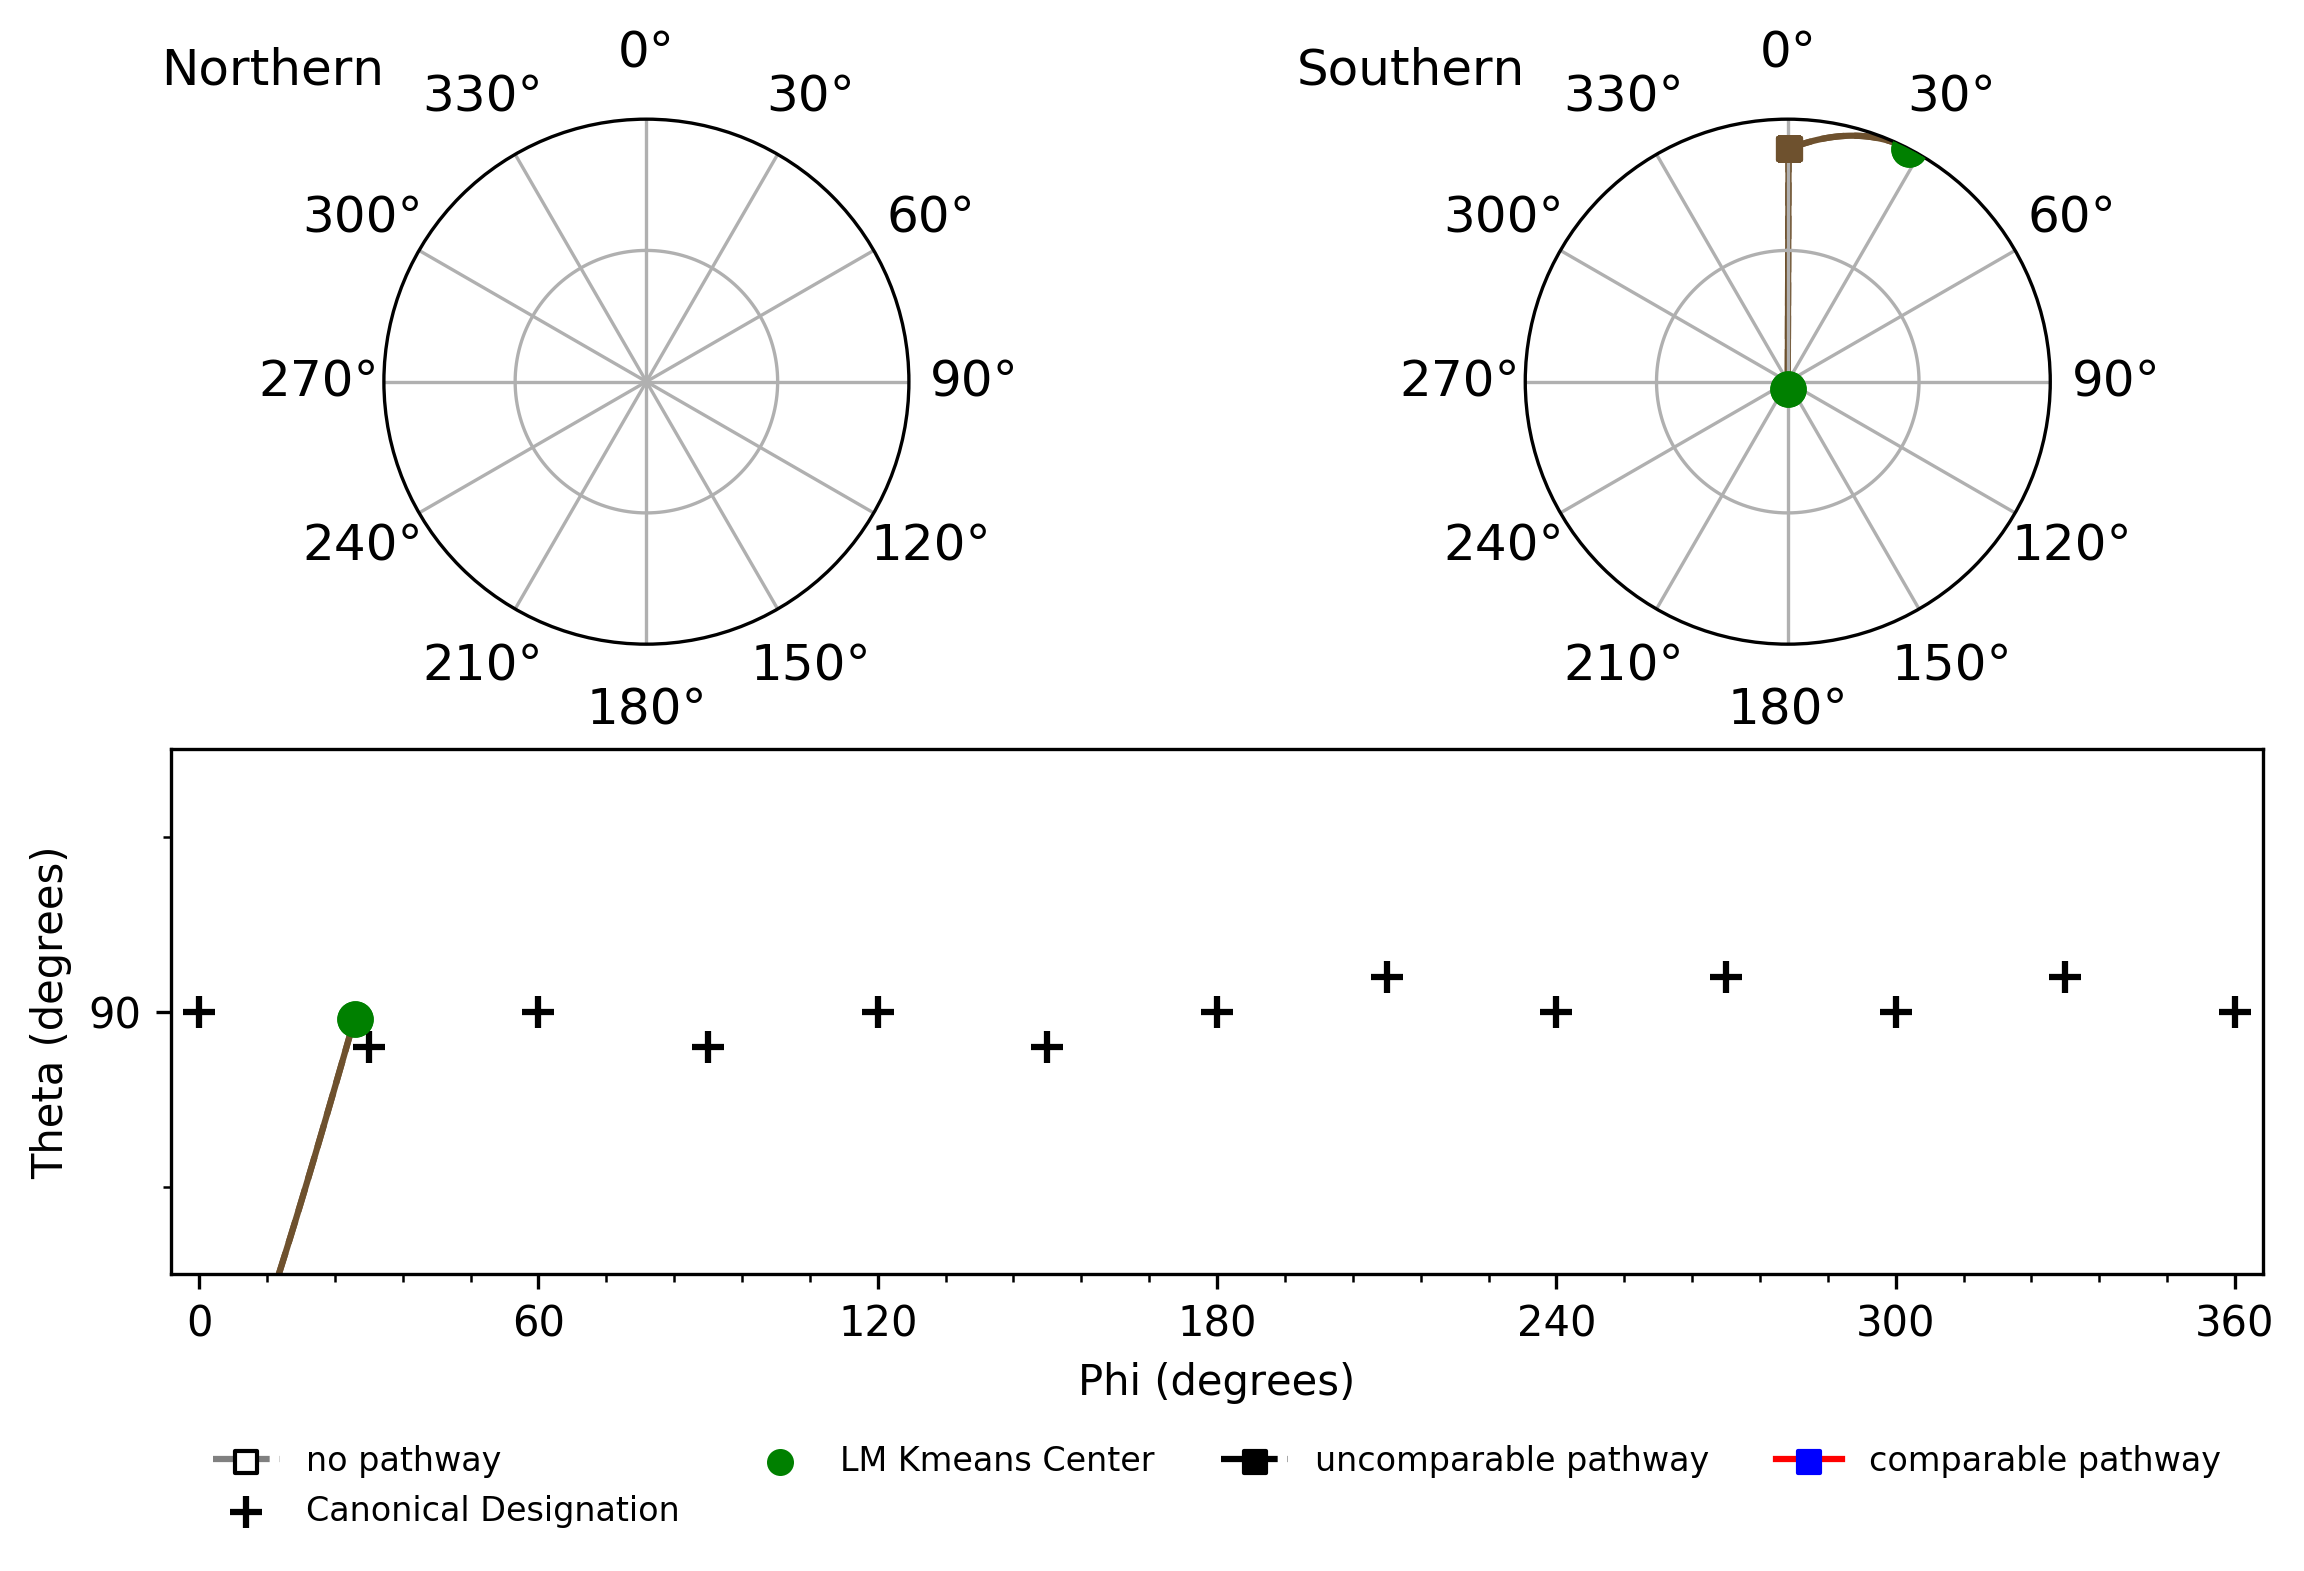 Northern
0°
330°
30°
300°
60°
270°
90°
240°
120°
210°
150°
180°
Southern
0°
330°
30°
300°
60°
270°
90°
240°
120°
210°
150°
180°
Theta (degrees)
90
0 60 120 180 240 300 360
Phi (degrees)
no pathway
Canonical Designation
LM Kmeans Center
uncomparable pathway
comparable pathway